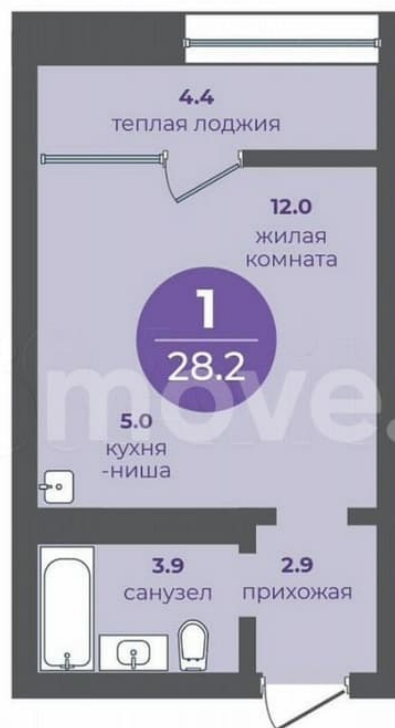 4.4
теплая лоджия
12.0
жилая
комната
1
28.2
move.
5.0
кухня
-ниша
3.9
санузел
2.9
прихожая